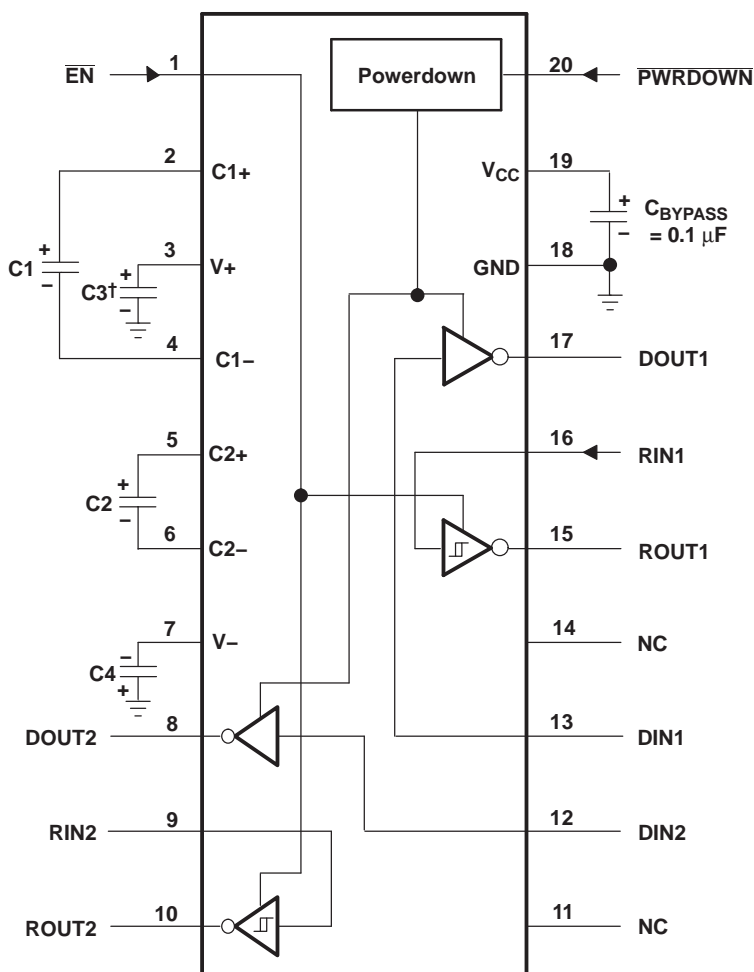 EN
1
Powerdown
20
PWRDOWN
2
C1+
VCC
19
+
C1
−
3
V+
+
C3†
−
+
−
CBYPASS
= 0.1 μF
GND
18
4
C1−
17
DOUT1
5
C2+
16
RIN1
+
C2
−
6
C2−
15
ROUT1
7
V−
14
NC
−
C4
+
DOUT2
8
13
DIN1
RIN2
9
12
DIN2
ROUT2
10
11
NC